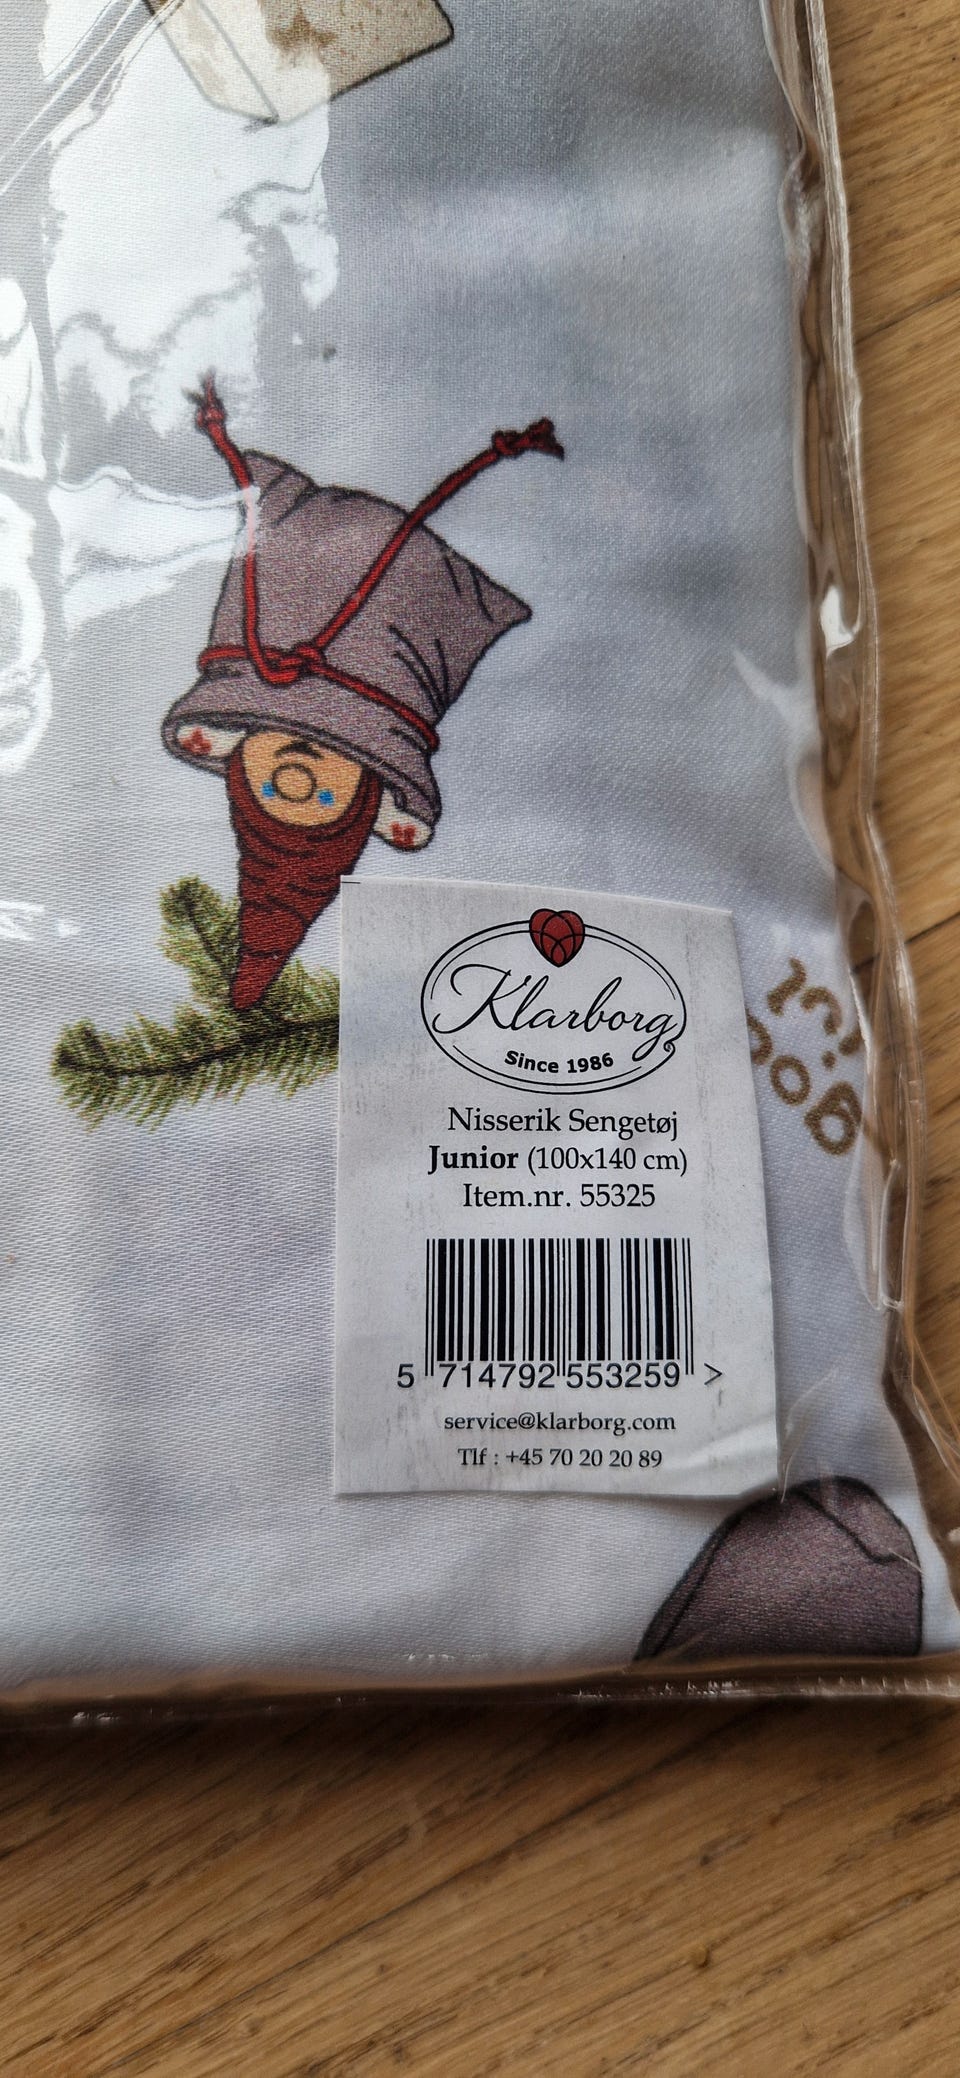 Klarborg
Since 1986
Nisserik Sengetøj
Junior (100x140 cm)
Item.nr. 55325
5 714792 553259 >
service@klarborg.com
Tlf : +45 70 20 20 89